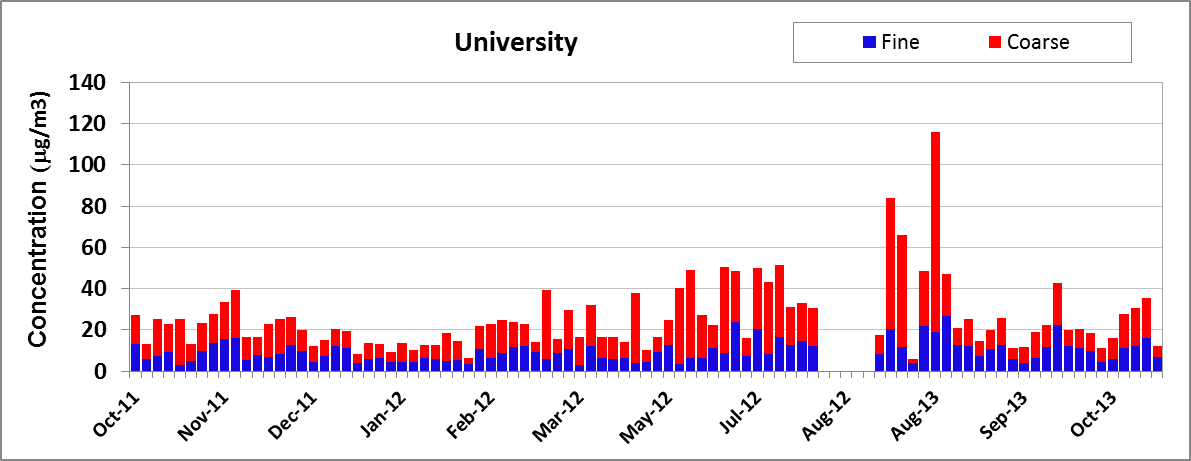 University
Fine
Coarse
Concentration (µg/m3)
140
120
100
80
60
40
20
0
Oct-11
Nov-11
Dec-11
Jan-12
Feb-12
Mar-12
May-12
Jul-12
Aug-12
Aug-13
Sep-13
Oct-13